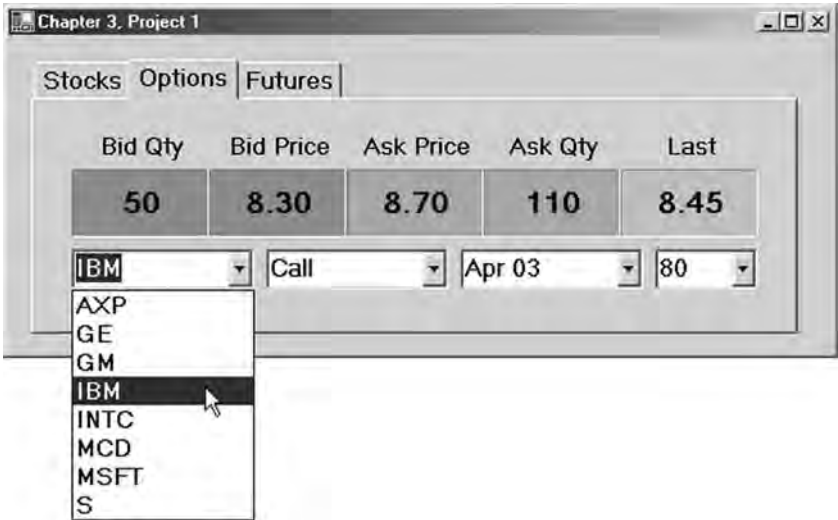 Chapter 3, Project 1
Stocks Options Futures
Bid Qty Bid Price Ask Price Ask Qty Last
50 8.30 8.70 110 8.45
IBM Call Apr 03 80
AXP
GE
GM
IBM
INTC
MCD
MSFT
S